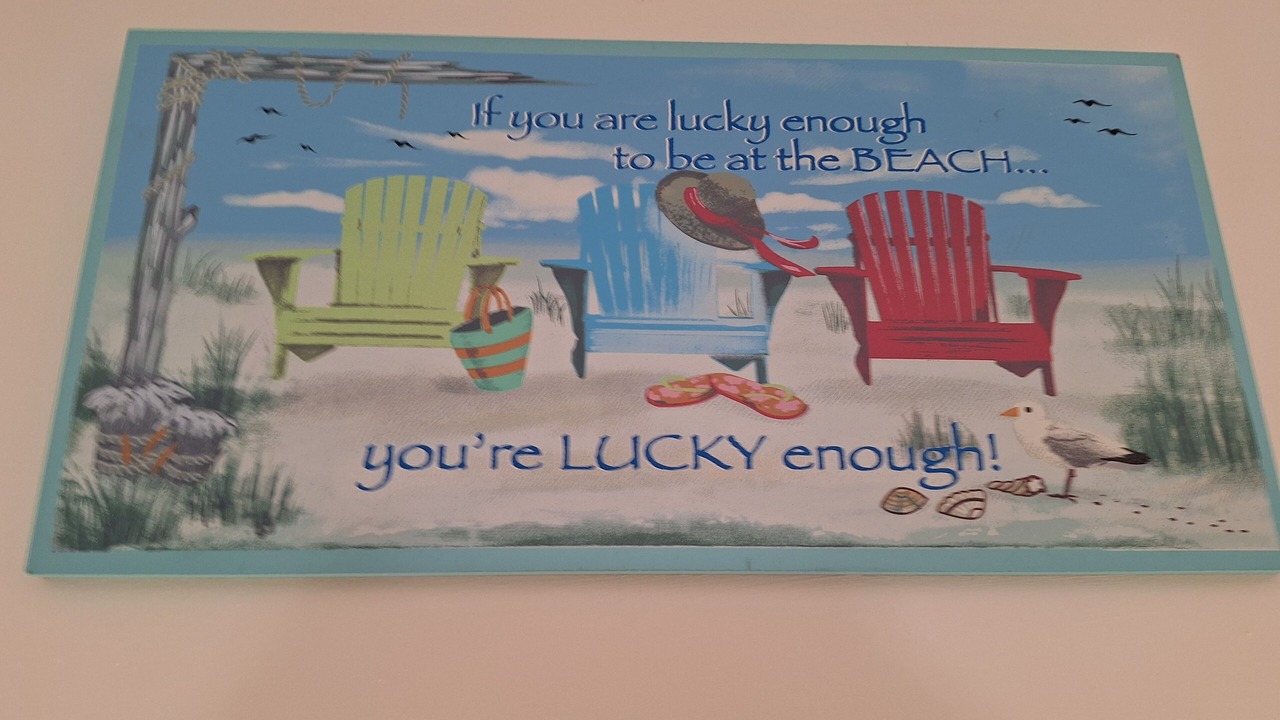 If you are lucky enough
to be at the BEACH...
you're LUCKY enough!